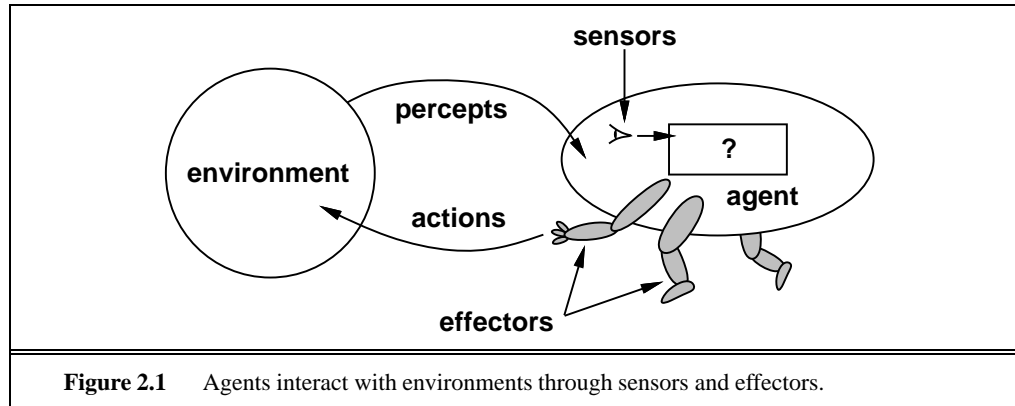 sensors
percepts
?
environment
agent
actions
effectors
Figure 2.1 Agents interact with environments through sensors and effectors.